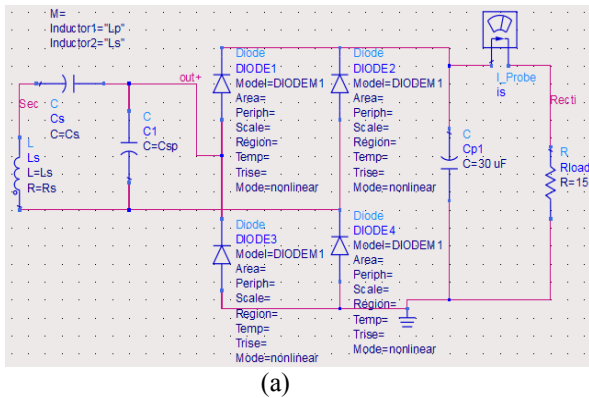 M=
Inductor1="Lp"
Inductor2="Ls"
Sec
C
Cs
C=Cs
out+
C
C1
C=Csp
L
Ls
L=Ls
R=Rs
Diode
DIODE1
Model=DIODEM1
Area=
Periph=
Scale=
Région=
Temp=
Trise=
Mode=nonlinear
Diode
DIODE2
Model=DIODEM1
Area=
Periph=
Scale=
Région=
Temp=
Trise=
Mode=nonlinear
I_Probe
is
Recti
C
Cp1
C=30 uF
R
Rload
R=15
Diode
DIODE3
Model=DIODEM1
Area=
Periph=
Scale=
Region=
Temp=
Trise=
Mode=nonlinear
Diode
DIODE4
Model=DIODEM1
Area=
Periph=
Scale=
Region=
Temp=
Trise=
Mode=nonlinear
(a)